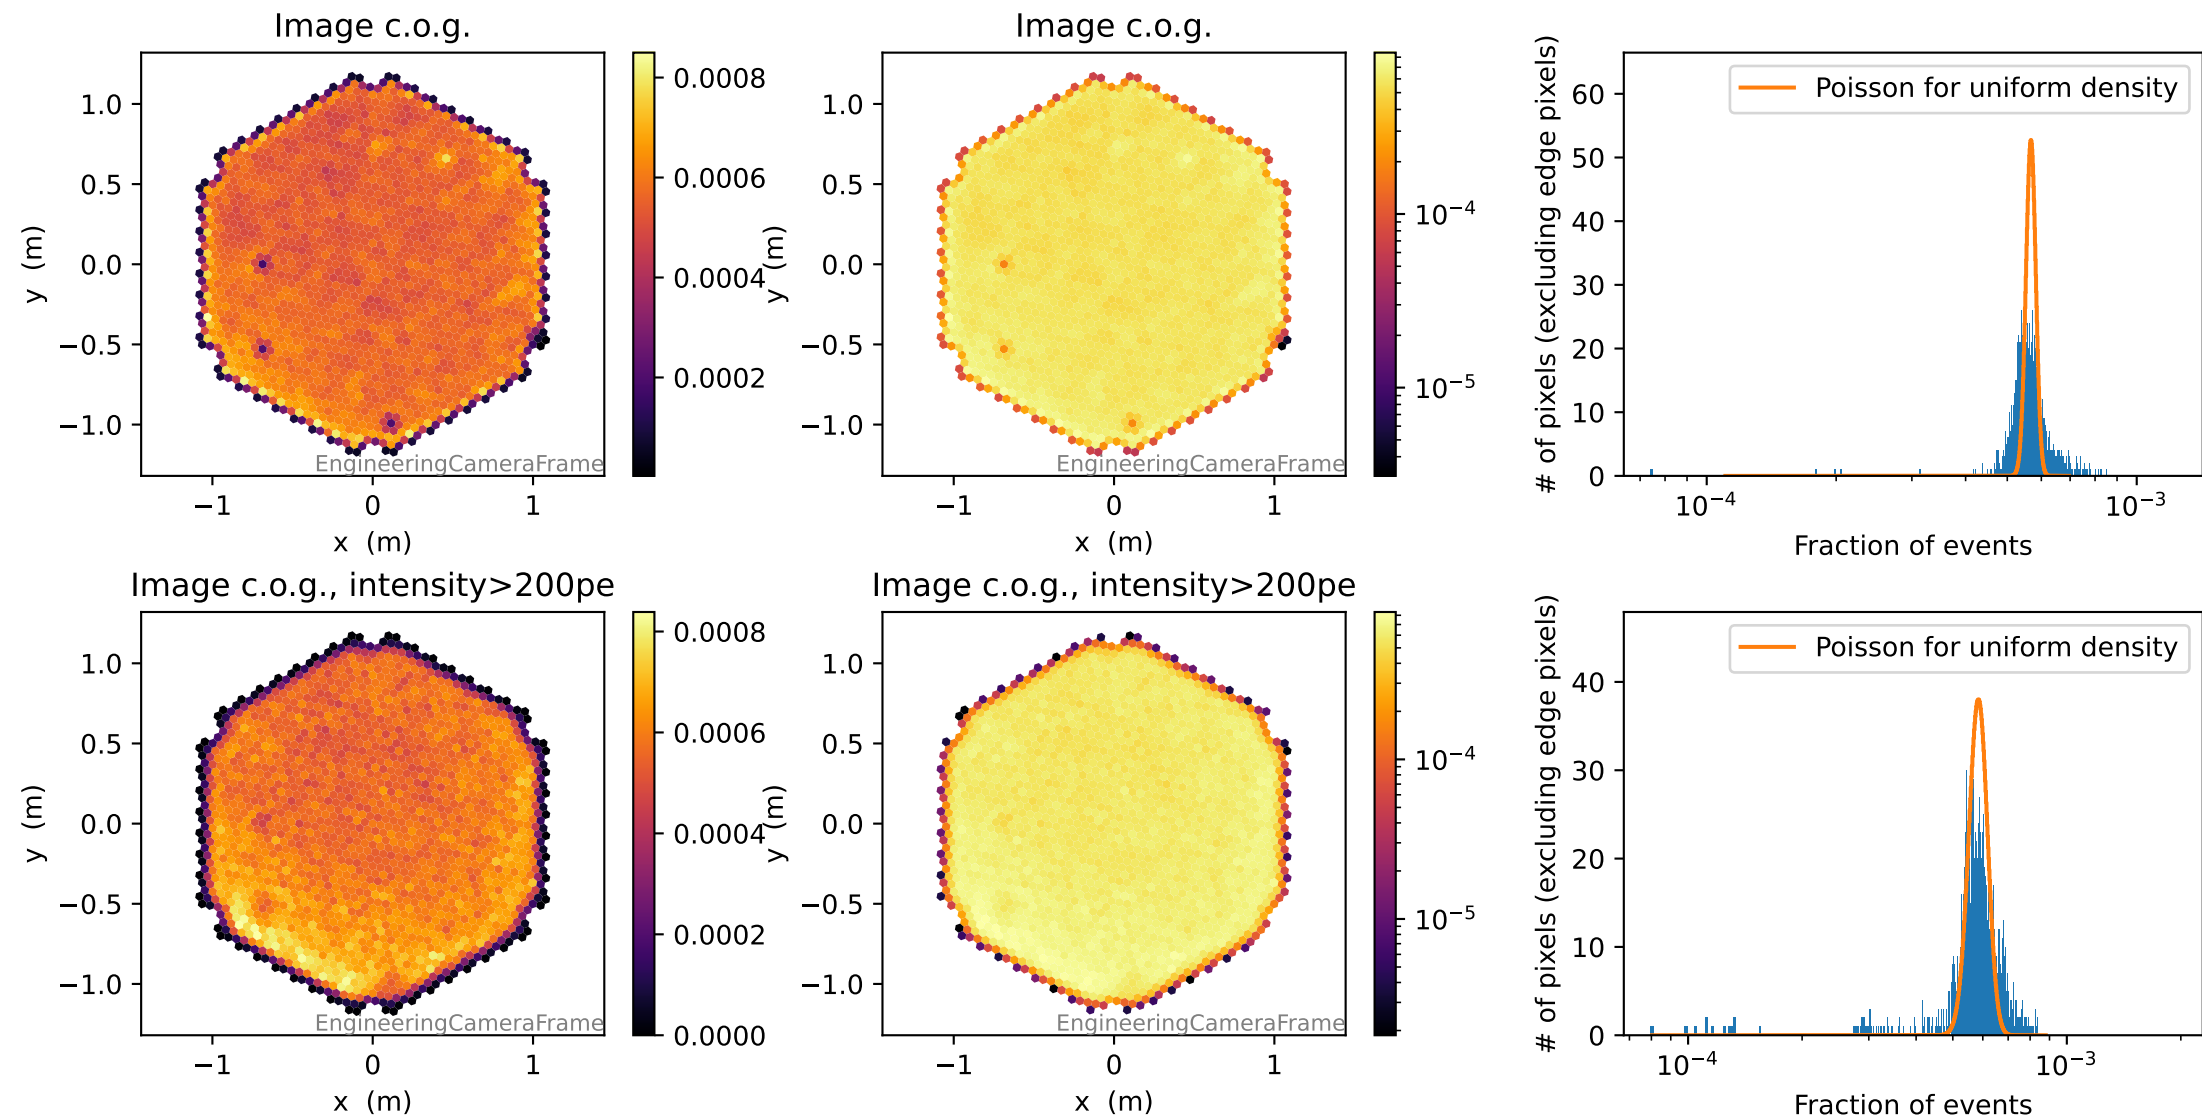 Image c.o.g.
1.0
0.5
0.0
−0.5
−1.0
y (m)
−1
0
1
x (m)
EngineeringCameraFrame
0.0008
0.0006
0.0004
0.0002
Image c.o.g.
1.0
0.5
0.0
−0.5
−1.0
y (m)
−1
0
1
x (m)
EngineeringCameraFrame
10⁻⁴
10⁻⁵
# of pixels (excluding edge pixels)
60
50
40
30
20
10
0
Poisson for uniform density
10⁻⁴
10⁻³
Fraction of events
Image c.o.g., intensity>200pe
1.0
0.5
0.0
−0.5
−1.0
y (m)
−1
0
1
x (m)
EngineeringCameraFrame
0.0008
0.0006
0.0004
0.0002
0.0000
Image c.o.g., intensity>200pe
1.0
0.5
0.0
−0.5
−1.0
y (m)
−1
0
1
x (m)
EngineeringCameraFrame
10⁻⁴
10⁻⁵
# of pixels (excluding edge pixels)
40
30
20
10
0
Poisson for uniform density
10⁻⁴
10⁻³
Fraction of events